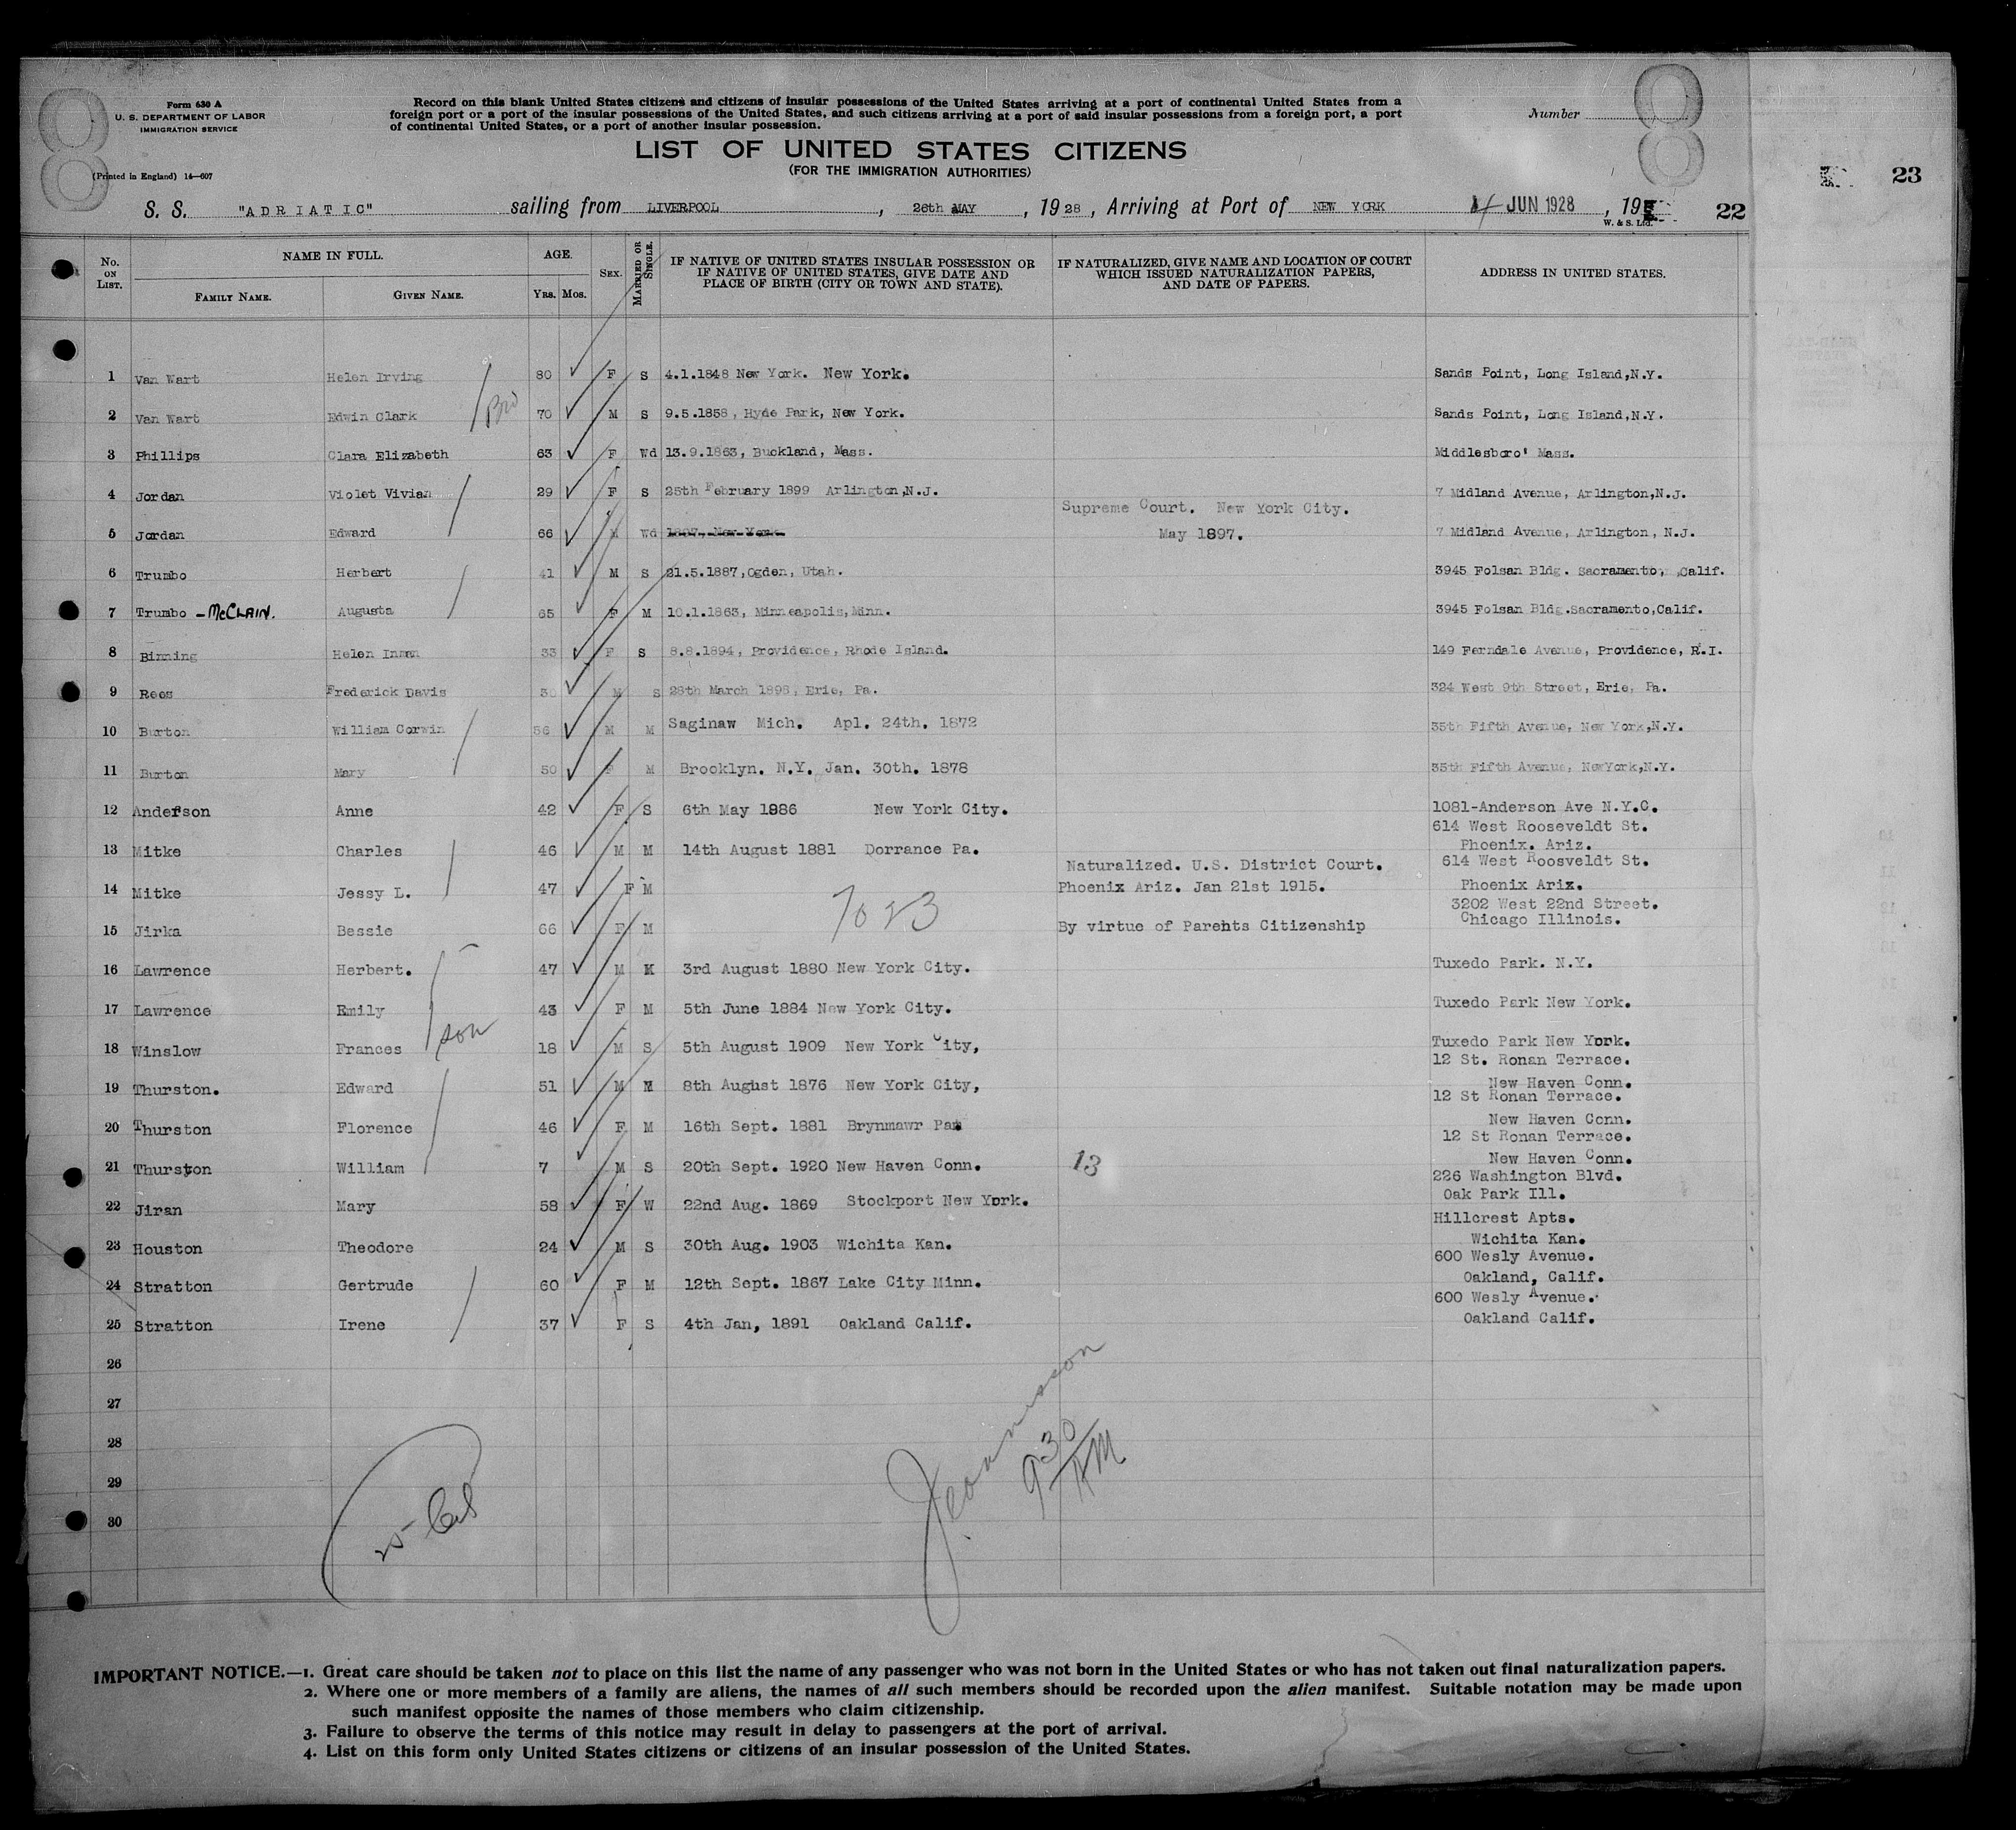 Form 630 A
U. S. DEPARTMENT OF LABOR
IMMIGRATION SERVICE
(Printed in England) 14—607
Record on this blank United States citizens and citizens of insular possessions of the United States arriving at a port of continental United States from a
foreign port or a port of the insular possessions of the United States, and such citizens arriving at a port of said insular possessions from a foreign port, a port
of continental United States, or a port of another insular possession.
Number
8
8
LIST OF UNITED STATES CITIZENS
(FOR THE IMMIGRATION AUTHORITIES)
23
S. S. "ADRIATIC" sailing from LIVERPOOL, 26th MAY, 1928, Arriving at Port of NEW YORK 4 JUN 1928, 19
W. & S. Ltd.
22
No. ON LIST.
NAME IN FULL.
FAMILY NAME.
GIVEN NAME.
AGE.
YRS.
MOS.
SEX.
MARRIED OR SINGLE.
IF NATIVE OF UNITED STATES INSULAR POSSESSION OR
IF NATIVE OF UNITED STATES, GIVE DATE AND
PLACE OF BIRTH (CITY OR TOWN AND STATE).
IF NATURALIZED, GIVE NAME AND LOCATION OF COURT
WHICH ISSUED NATURALIZATION PAPERS,
AND DATE OF PAPERS.
ADDRESS IN UNITED STATES.
1 Van Wart Helen Irving 80 F S 4.1.1848 New York. New York. Sands Point, Long Island,N.Y.
Bro
2 Van Wart Edwin Clark 70 M S 9.5.1858, Hyde Park, New York. Sands Point, Long Island,N.Y.
3 Phillips Clara Elizabeth 63 F Wd 13.9.1863, Buckland, Mass. Middlesboro' Mass.
4 Jordan Violet Vivian 29 F S 25th February 1899 Arlington,N.J. 7 Midland Avenue, Arlington,N.J.
Supreme Court. New York City.
5 Jordan Edward 66 M Wd 1897, New York May 1897. 7 Midland Avenue, Arlington, N.J.
6 Trumbo Herbert 41 M S 21.5.1887,Ogden, Utah. 3945 Folsan Bldg. Sacramento, Calif.
7 Trumbo - McCLAIN. Augusta 65 F M 10.1.1863, Minneapolis,Minn. 3945 Folsan Bldg.Sacramento,Calif.
8 Binning Helen Inman 33 F S 8.8.1894, Providence, Rhode Island. 149 Ferndale Avenue, Providence, R.I.
9 Rees Frederick Davis 30 M S 28th March 1898, Erie, Pa. 324 West 9th Street, Erie, Pa.
10 Burton William Corwin 56 M M Saginaw Mich. Apl. 24th. 1872 35th Fifth Avenue, New York,N.Y.
11 Burton Mary 50 F M Brooklyn. N.Y. Jan. 30th. 1878 35th Fifth Avenue, NewYork,N.Y.
12 Anderson Anne 42 F S 6th May 1886 New York City. 1081-Anderson Ave N.Y.C.
614 West Rooseveldt St.
13 Mitke Charles 46 M M 14th August 1881 Dorrance Pa. Phoenix. Ariz.
Naturalized. U.S. District Court. 614 West Roosveldt St.
14 Mitke Jessy L. 47 F M Phoenix Ariz. Jan 21st 1915. Phoenix Arix.
7023
3202 West 22nd Street.
15 Jirka Bessie 66 F M By virtue of Parents Citizenship Chicago Illinois.
16 Lawrence Herbert. 47 M M 3rd August 1880 New York City. Tuxedo Park. N.Y.
17 Lawrence Emily 43 F M 5th June 1884 New York City. Tuxedo Park New York.
son
18 Winslow Frances 18 M S 5th August 1909 New York City, Tuxedo Park New York.
12 St. Ronan Terrace.
19 Thurston. Edward 51 M M 8th August 1876 New York City, New Haven Conn.
12 St Ronan Terrace.
20 Thurston Florence 46 F M 16th Sept. 1881 Brynmawr Pa. New Haven Conn.
12 St Ronan Terrace.
21 Thurston William 7 M S 20th Sept. 1920 New Haven Conn. 13 New Haven Conn.
226 Washington Blvd.
22 Jiran Mary 58 F W 22nd Aug. 1869 Stockport New York. Oak Park Ill.
Hillcrest Apts.
23 Houston Theodore 24 M S 30th Aug. 1903 Wichita Kan. Wichita Kan.
600 Wesly Avenue.
24 Stratton Gertrude 60 F M 12th Sept. 1867 Lake City Minn. Oakland, Calif.
600 Wesly Avenue.
25 Stratton Irene 37 F S 4th Jan, 1891 Oakland Calif. Oakland Calif.
26
27
28
29
30
930
AM
IMPORTANT NOTICE.—1. Great care should be taken not to place on this list the name of any passenger who was not born in the United States or who has not taken out final naturalization papers.
2. Where one or more members of a family are aliens, the names of all such members should be recorded upon the alien manifest. Suitable notation may be made upon
such manifest opposite the names of those members who claim citizenship.
3. Failure to observe the terms of this notice may result in delay to passengers at the port of arrival.
4. List on this form only United States citizens or citizens of an insular possession of the United States.